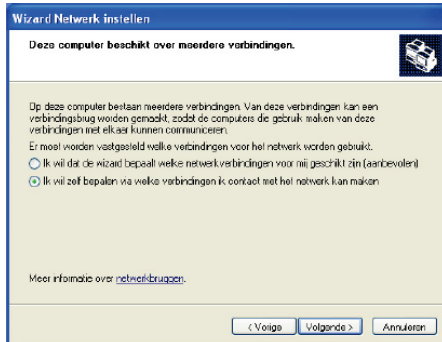 Wizard Netwerk instellen
Deze computer beschikt over meerdere verbindingen.
Op deze computer bestaan meerdere verbindingen. Van deze verbindingen kan een
verbindingsbrug worden gemaakt, zodat de computers die gebruik maken van deze
verbindingen met elkaar kunnen communiceren.
Er moet worden vastgesteld welke verbindingen voor het netwerk worden gebruikt.
Ik wil dat de wizard bepaalt welke netwerkverbindingen voor mij geschikt zijn (aanbevolen)
Ik wil zelf bepalen via welke verbindingen ik contact met het netwerk kan maken
Meer informatie over netwerkbruggen.
< Vorige Volgende > Annuleren